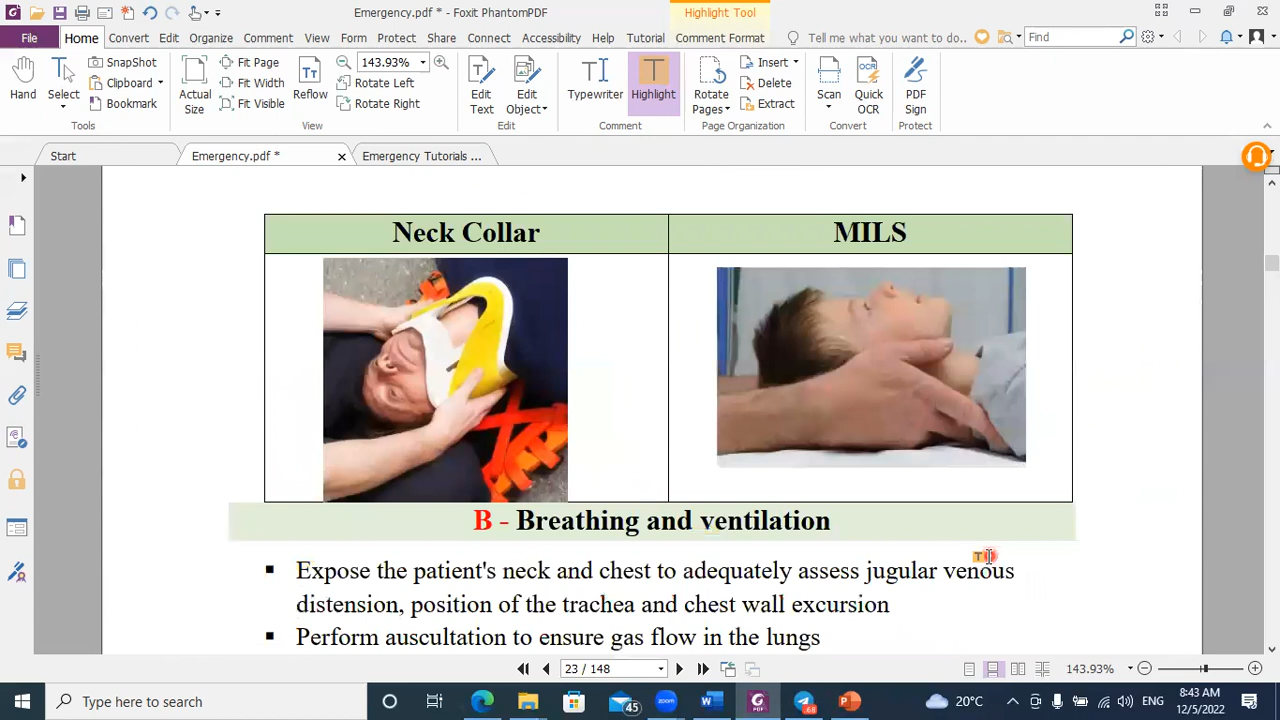 Emergency.pdf * - Foxit PhantomPDF
Highlight Tool
File Home Convert Edit Organize Comment View Form Protect Share Connect Accessibility Help Tutorial Comment Format Tell me what you want to do... Find
Hand
Select
SnapShot
Clipboard
Bookmark
Tools
Actual
Size
Fit Page
Fit Width
Fit Visible
Reflow
143.93%
Rotate Left
Rotate Right
View
Edit
Text
Edit
Object
Edit
Typewriter
Highlight
Comment
Rotate
Pages
Insert
Delete
Extract
Page Organization
Scan
Quick
OCR
Convert
PDF
Sign
Protect
Start
Emergency.pdf *
Emergency Tutorials ...
Neck Collar
MILS
B - Breathing and ventilation
▪ Expose the patient's neck and chest to adequately assess jugular venous
distension, position of the trachea and chest wall excursion
▪ Perform auscultation to ensure gas flow in the lungs
23 / 148
143.93%
Type here to search
45
zoom
68
20°C
ENG
8:43 AM
12/5/2022